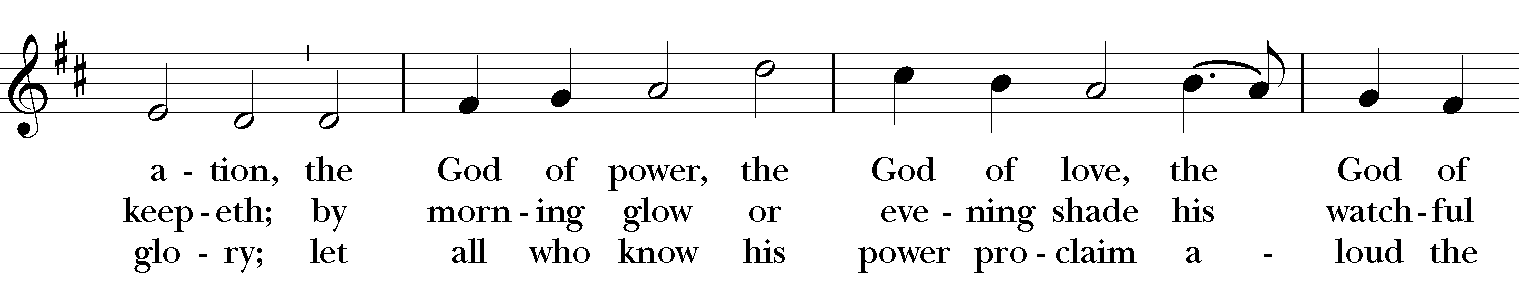 a - tion, the God of power, the God of love, the God of
keep - eth; by morn - ing glow or eve - ning shade his watch - ful
glo - ry; let all who know his power pro - claim a - loud the